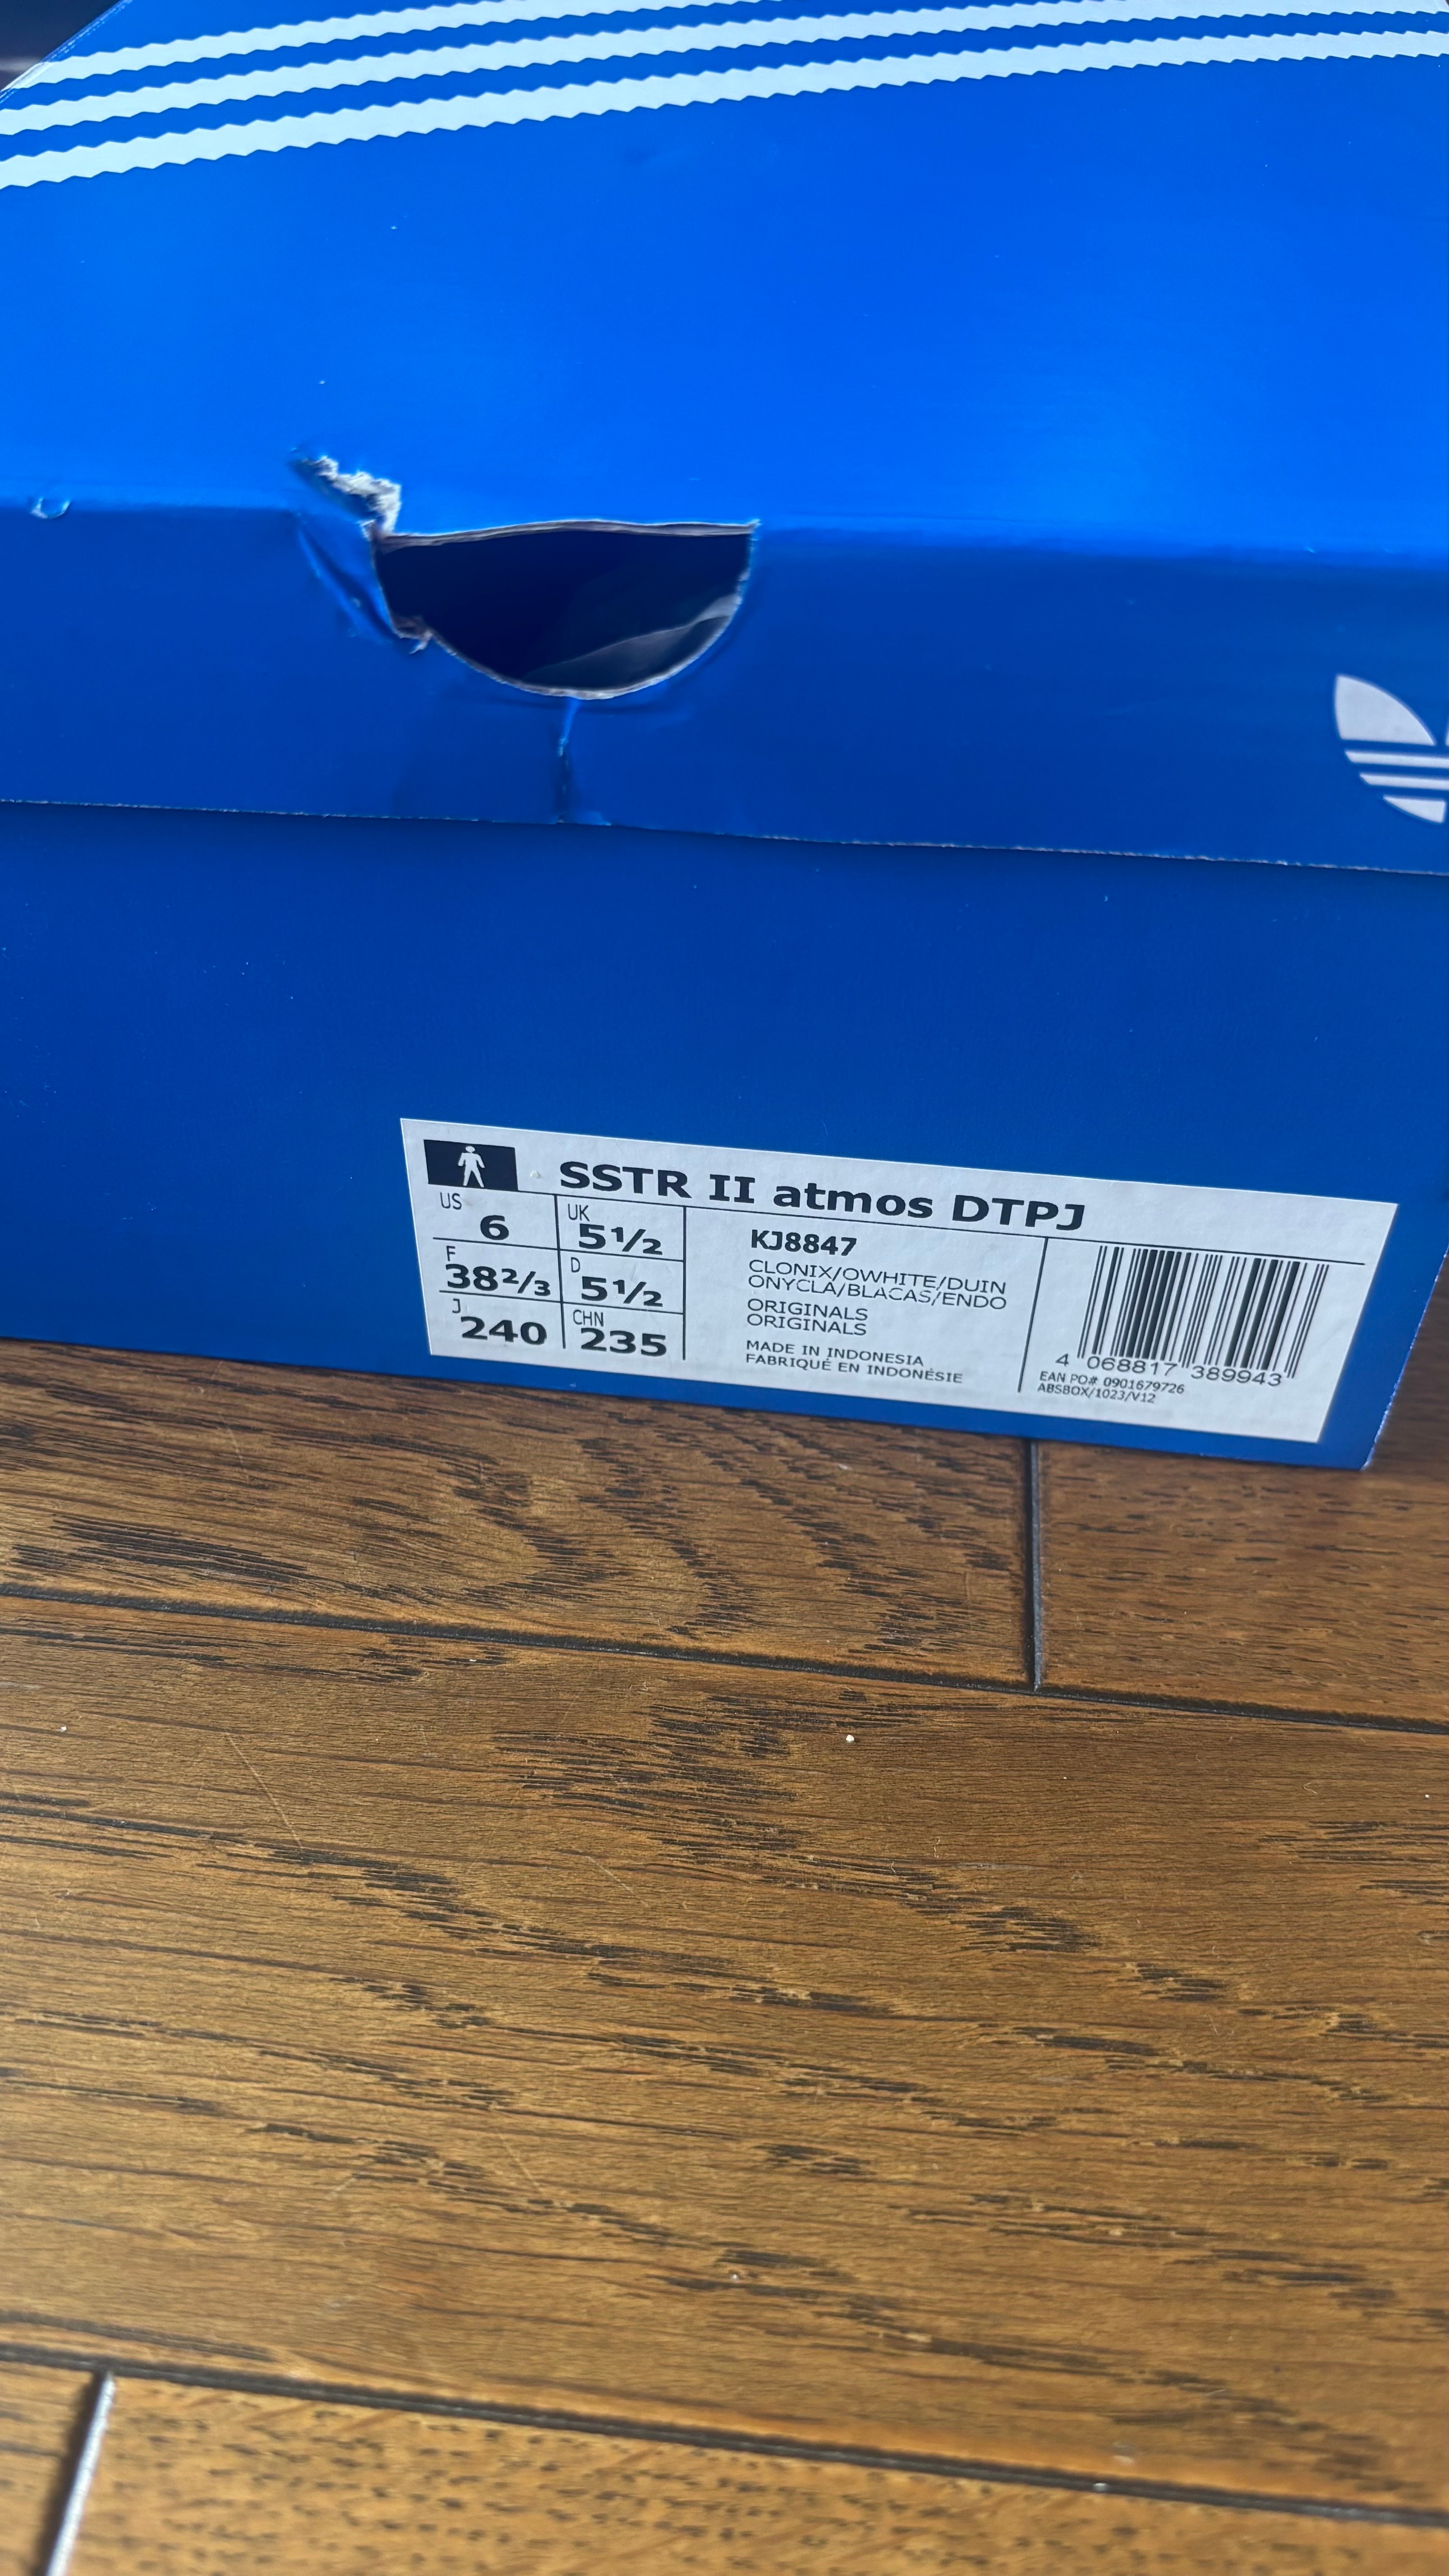 SSTR II atmos DTPJ
US 6 UK 5½
F 38²/₃ D 5½
J 240 CHN 235
KJ8847
CLONIX/OWHITE/DUIN
ONYCLA/BLACAS/ENDO
ORIGINALS
ORIGINALS
MADE IN INDONESIA
FABRIQUÉ EN INDONÉSIE
4 068817 389943
EAN PO# 0901679726
ABSBOX/1023/V12